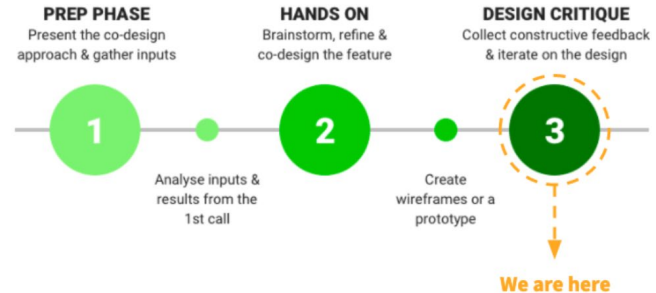 PREP PHASE
Present the co-design
approach & gather inputs
HANDS ON
Brainstorm, refine &
co-design the feature
DESIGN CRITIQUE
Collect constructive feedback
& iterate on the design
1
2
3
Analyse inputs &
results from the
1st call
Create
wireframes or a
prototype
We are here